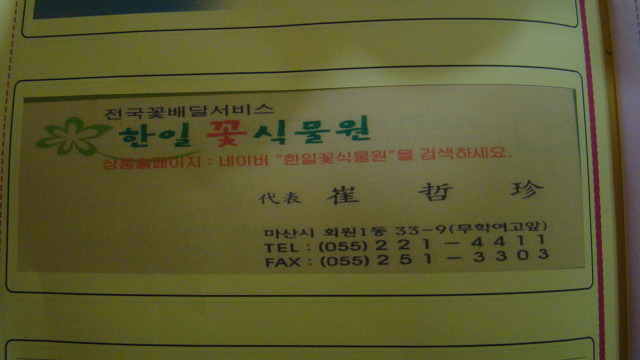 전국꽃배달서비스
한일 꽃 식물원
상품홈페이지 : 네이버 "한일꽃식물원"을 검색하세요.
代表 崔 哲 珍
마산시 회원1동 33-9(무학여고앞)
TEL : (055) 221-4411
FAX : (055) 251-3303